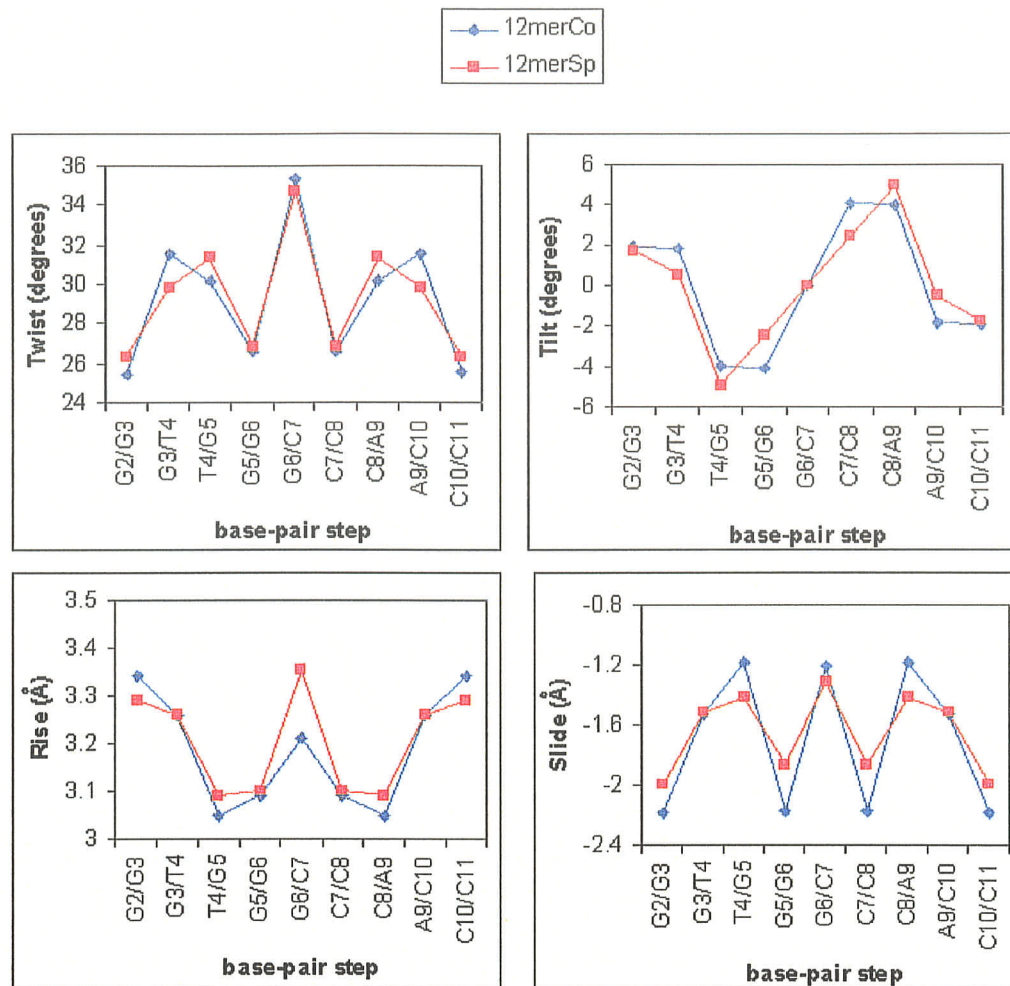 12merCo
12merSp
Twist (degrees)
36
34
32
30
28
26
24
G2/G3
G3/T4
T4/G5
G5/G6
G6/C7
C7/C8
C8/A9
A9/C10
C10/C11
base-pair step
Tilt (degrees)
6
4
2
0
-2
-4
-6
G2/G3
G3/T4
T4/G5
G5/G6
G6/C7
C7/C8
C8/A9
A9/C10
C10/C11
base-pair step
Rise (Å)
3.5
3.4
3.3
3.2
3.1
3
G2/G3
G3/T4
T4/G5
G5/G6
G6/C7
C7/C8
C8/A9
A9/C10
C10/C11
base-pair step
Slide (Å)
-0.8
-1.2
-1.6
-2
-2.4
G2/G3
G3/T4
T4/G5
G5/G6
G6/C7
C7/C8
C8/A9
A9/C10
C10/C11
base-pair step